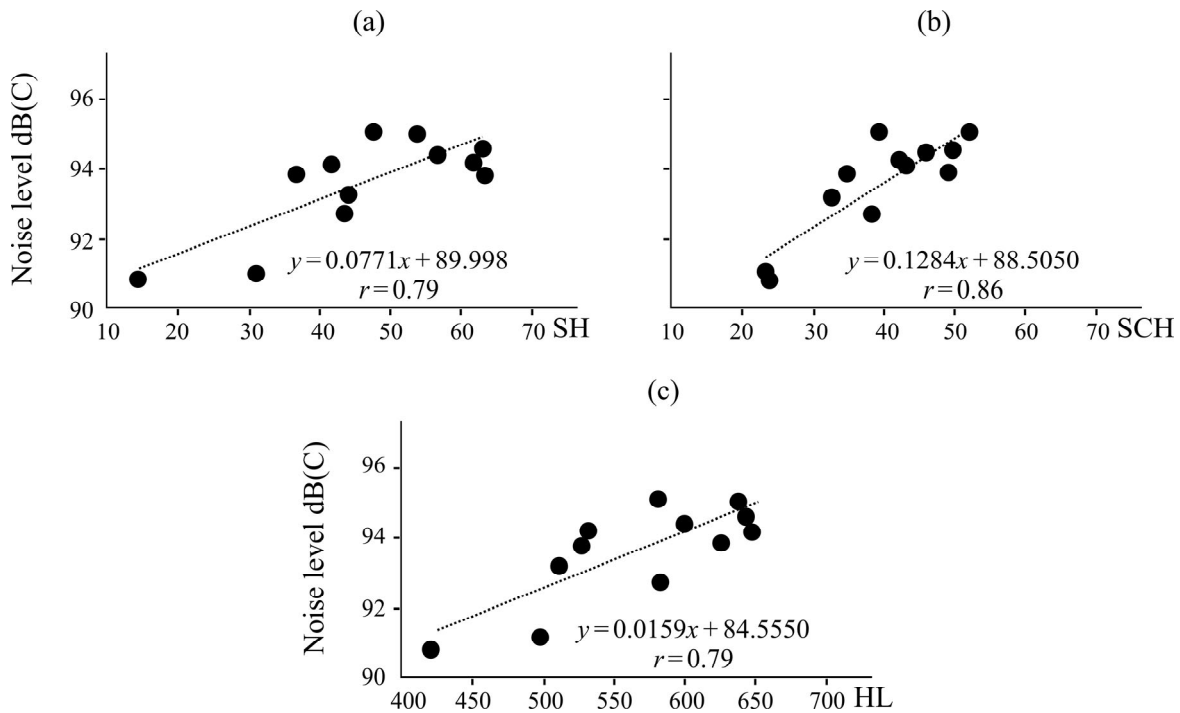 (a)
Noise level dB(C)
96
94
92
90
y=0.0771x+89.998
r=0.79
10 20 30 40 50 60 70 SH
(b)
y=0.1284x+88.5050
r=0.86
10 20 30 40 50 60 70 SCH
(c)
Noise level dB(C)
96
94
92
90
y=0.0159x+84.5550
r=0.79
400 450 500 550 600 650 700 HL